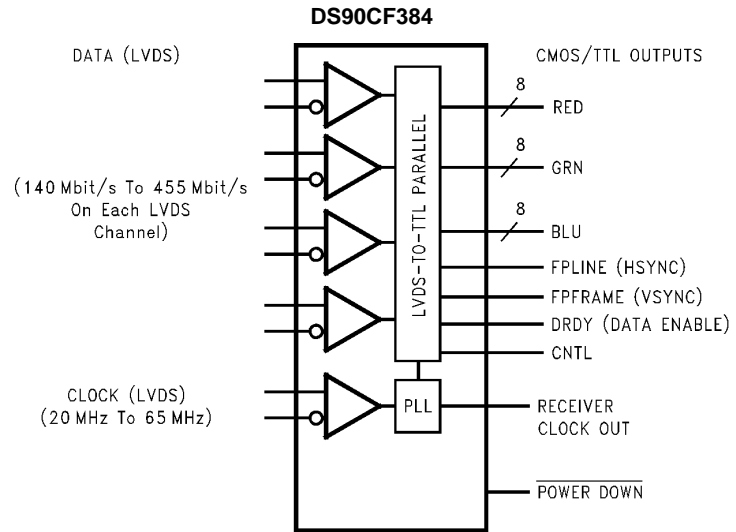 DS90CF384
DATA (LVDS)
CMOS/TTL OUTPUTS
8
RED
8
GRN
(140 Mbit/s To 455 Mbit/s
On Each LVDS
Channel)
8
BLU
LVDS-TO-TTL PARALLEL
FPLINE (HSYNC)
FPFRAME (VSYNC)
DRDY (DATA ENABLE)
CNTL
CLOCK (LVDS)
(20 MHz To 65 MHz)
PLL
RECEIVER
CLOCK OUT
POWER DOWN